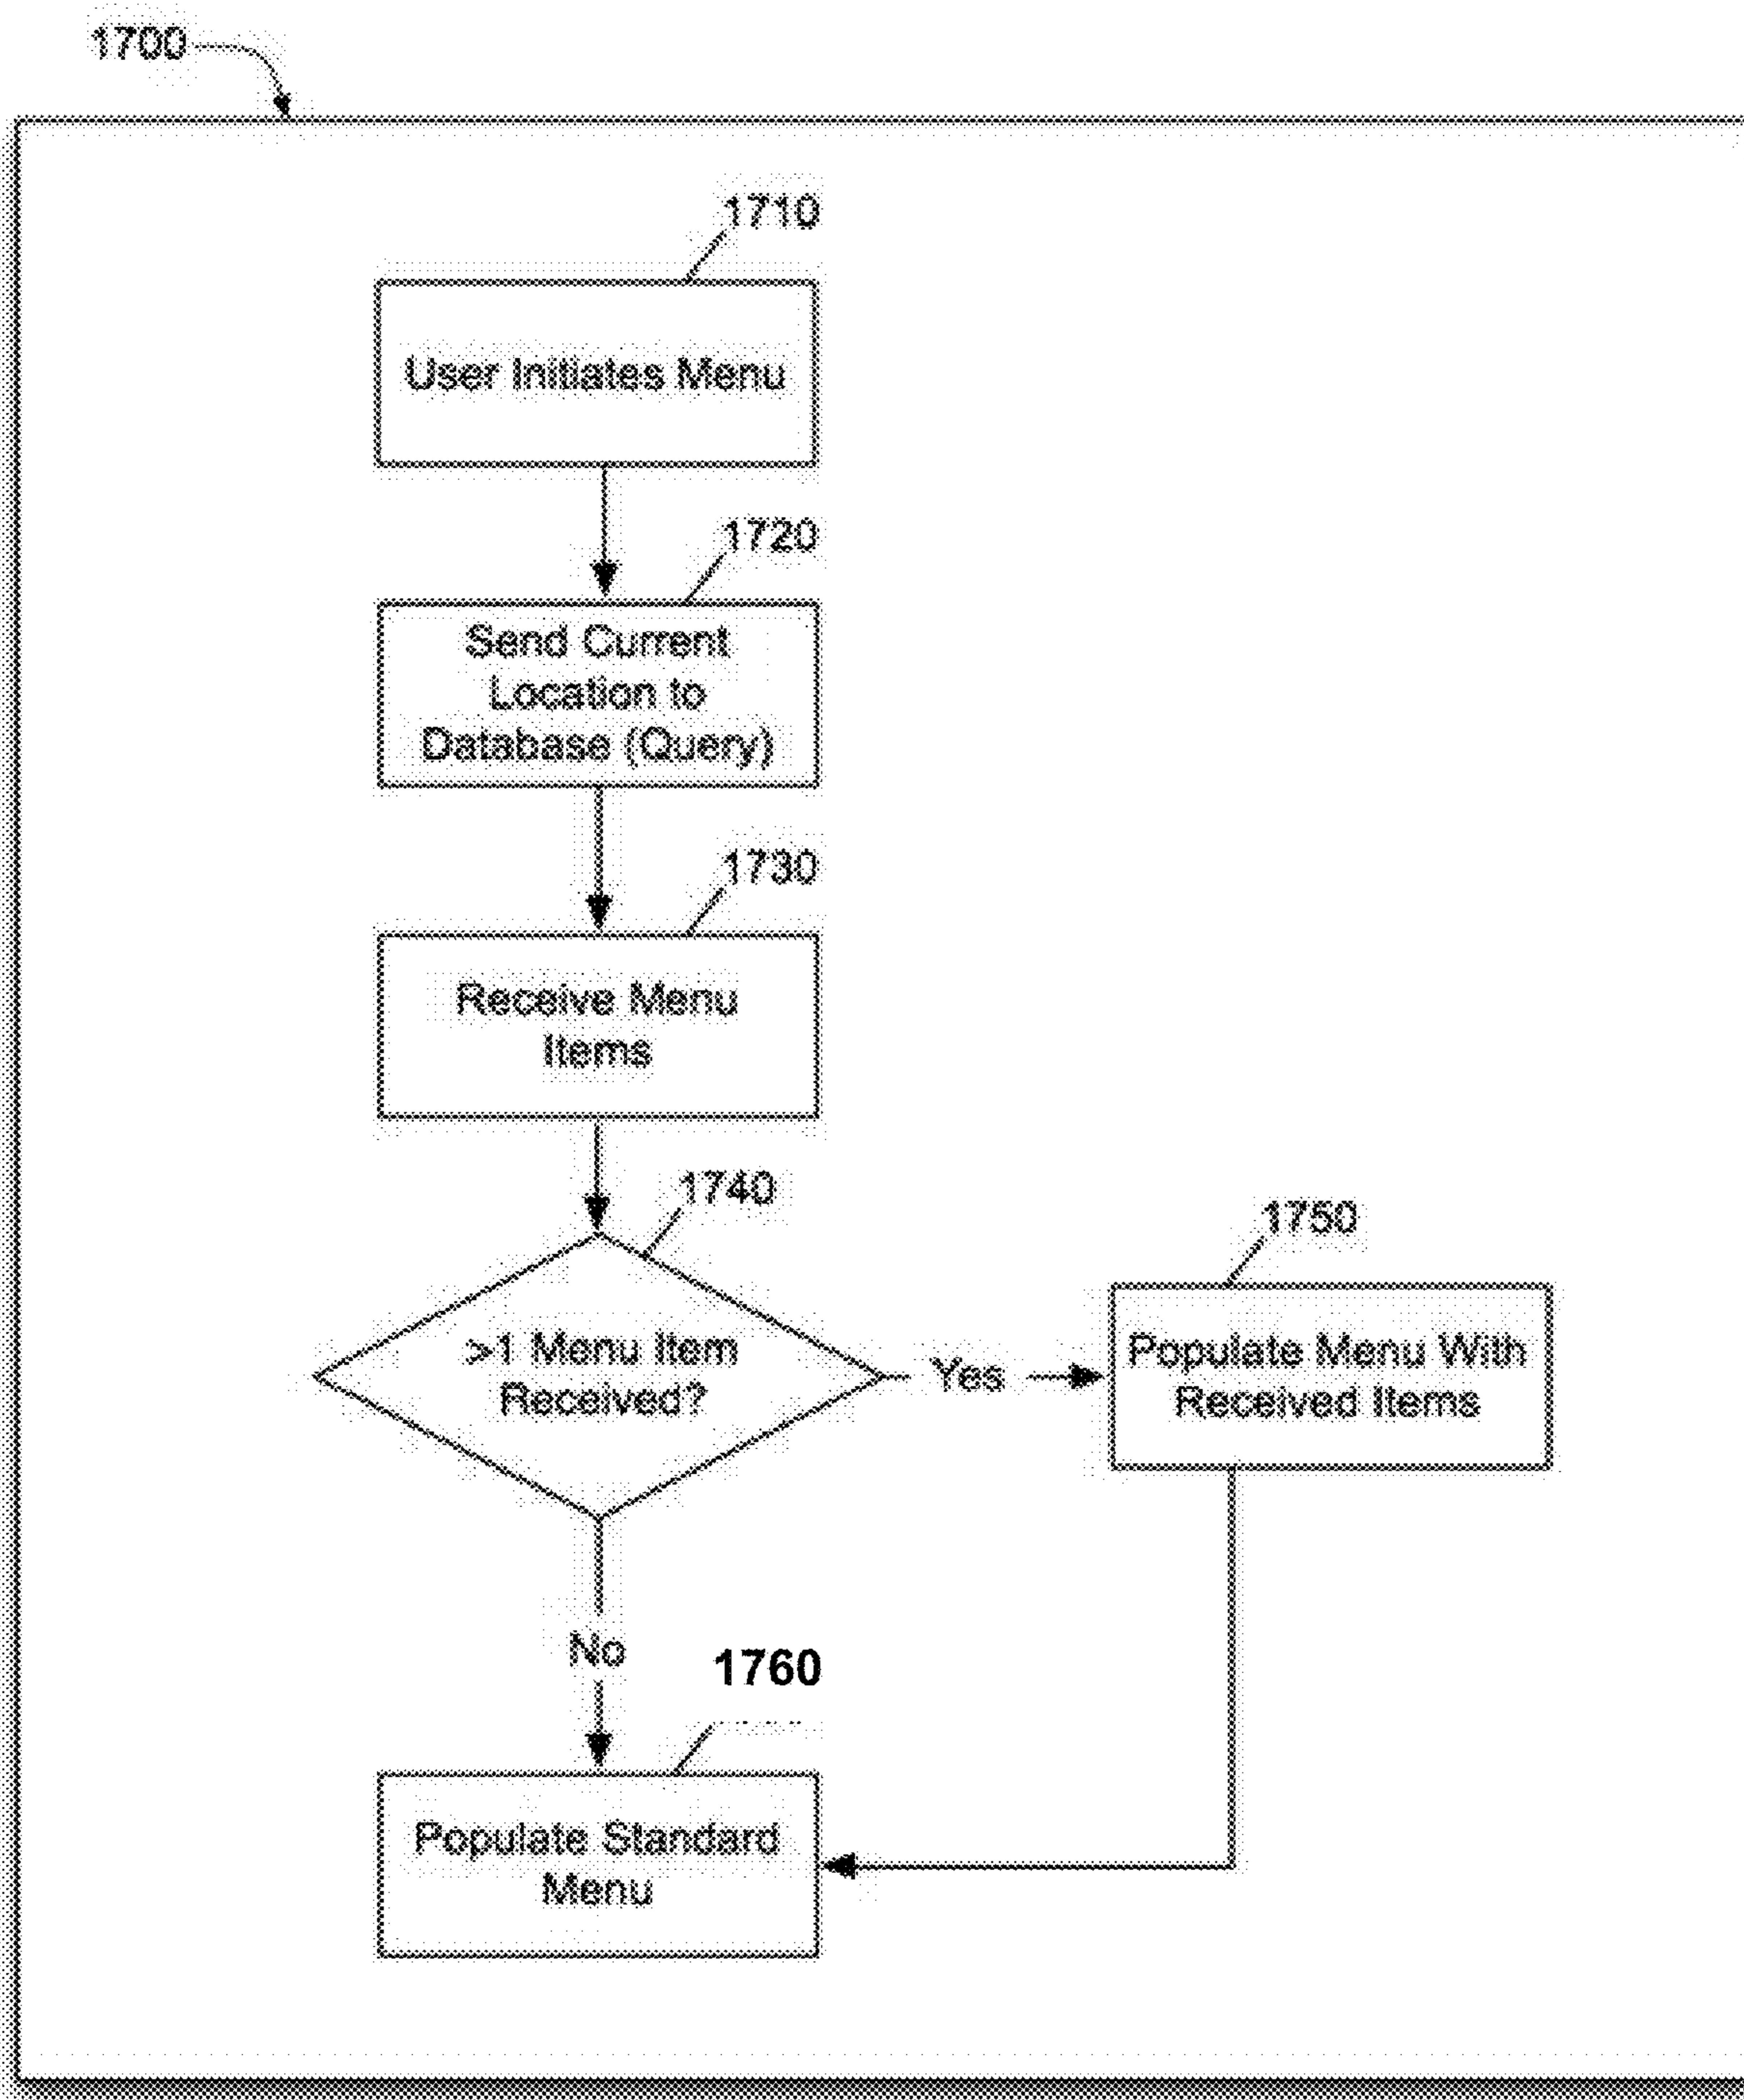 1700
1710
User Initiates Menu
1720
Send Current
Location to
Database (Query)
1730
Receive Menu
Items
1740
>1 Menu Item
Received?
Yes
1750
Populate Menu With
Received Items
No
1760
Populate Standard
Menu